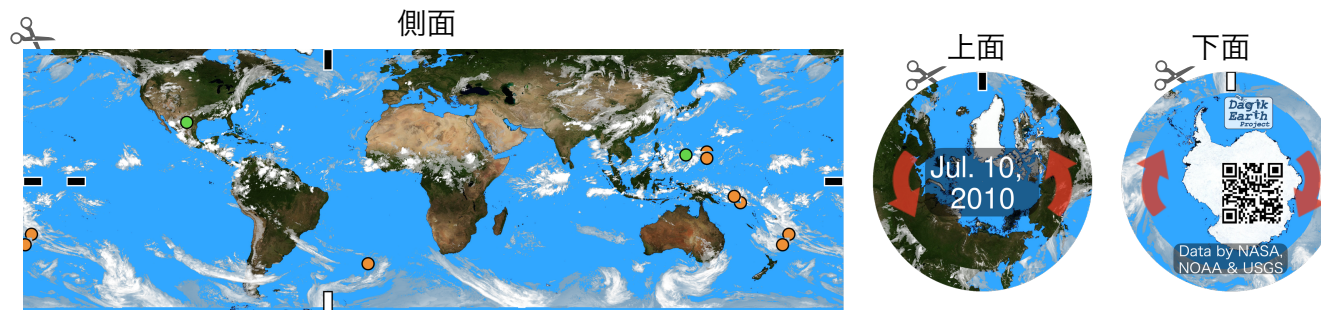 側面
上面
下面
Jul. 10,
2010
Dagik
Earth
Project
Data by NASA,
NOAA & USGS